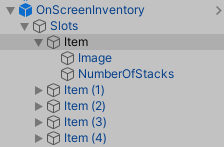 OnScreenInventory
Slots
Item
Image
NumberOfStacks
Item (1)
Item (2)
Item (3)
Item (4)